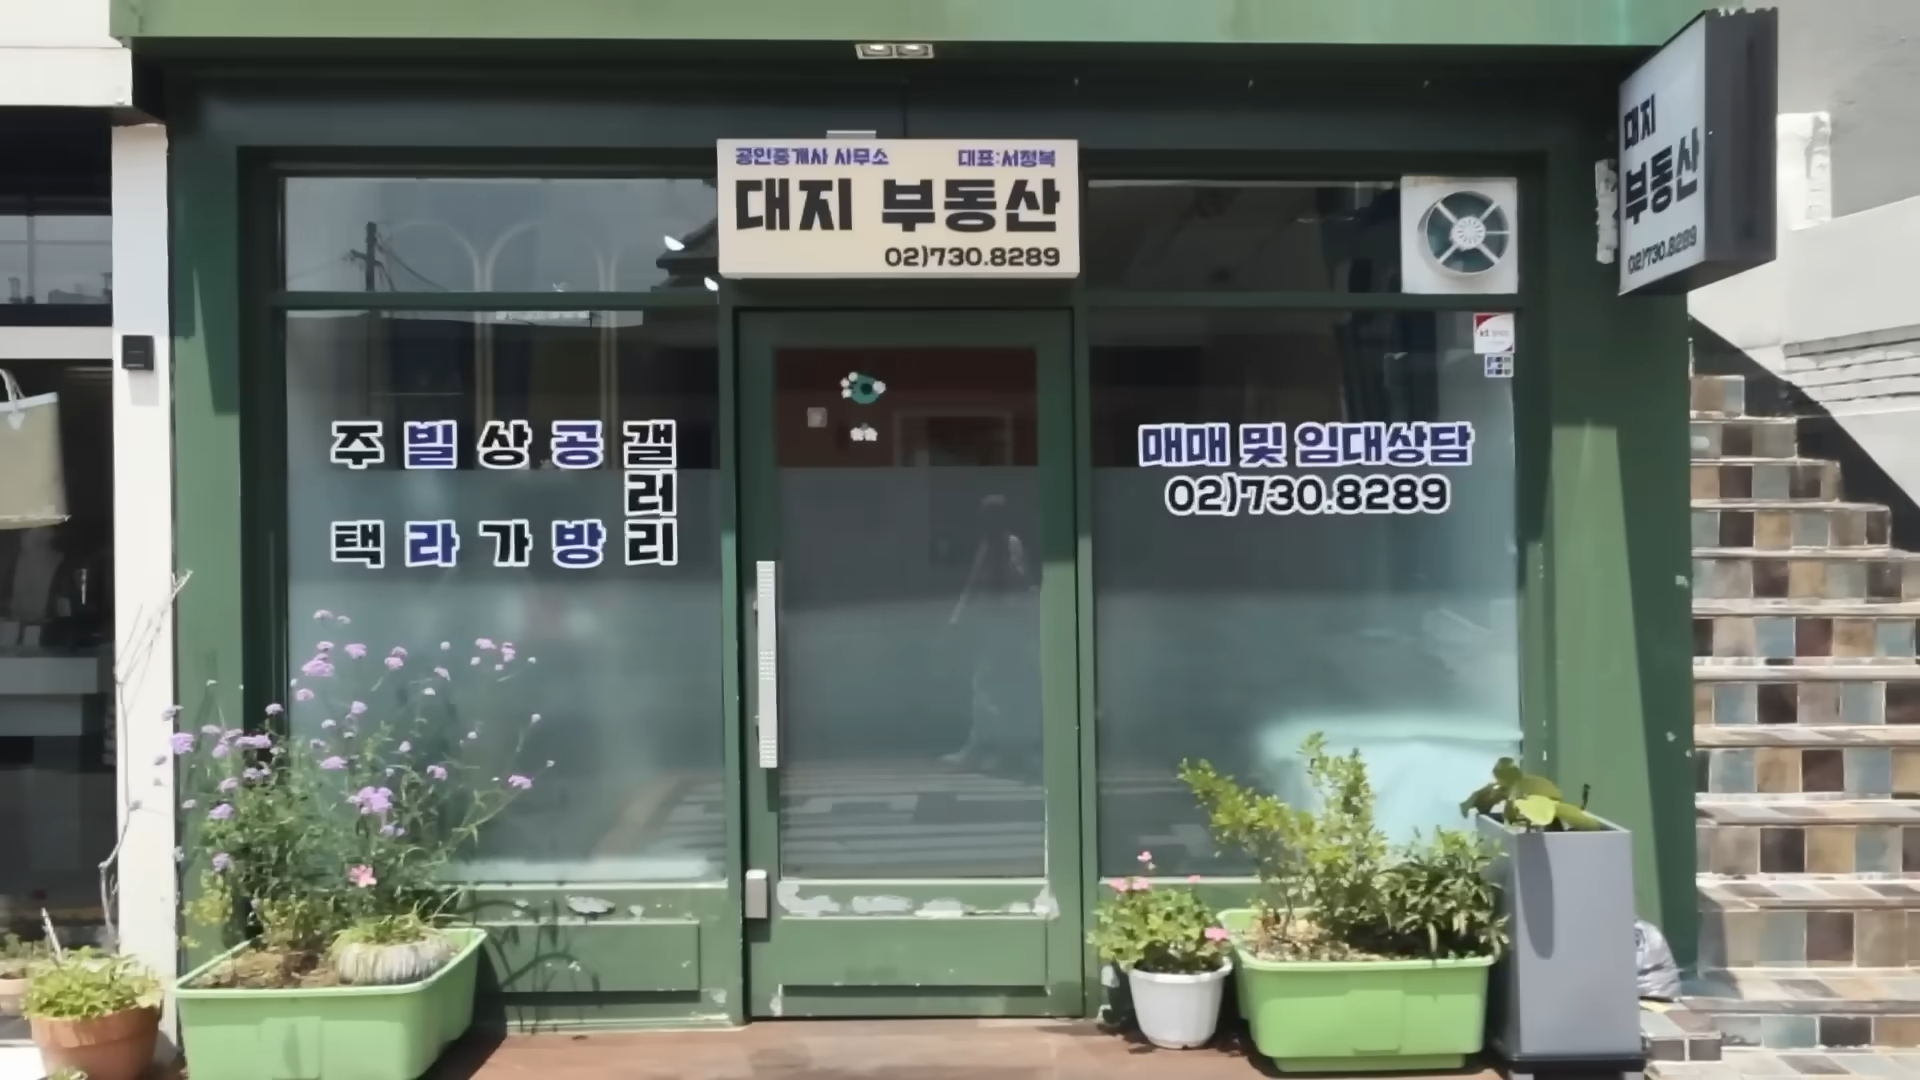 공인중개사 사무소 대표:서정복
대지 부동산
02)730.8289
대지
부동산
02)730.8289
주택 빌라 상가 공방 갤러리
매매 및 임대상담
02)730.8289
kt